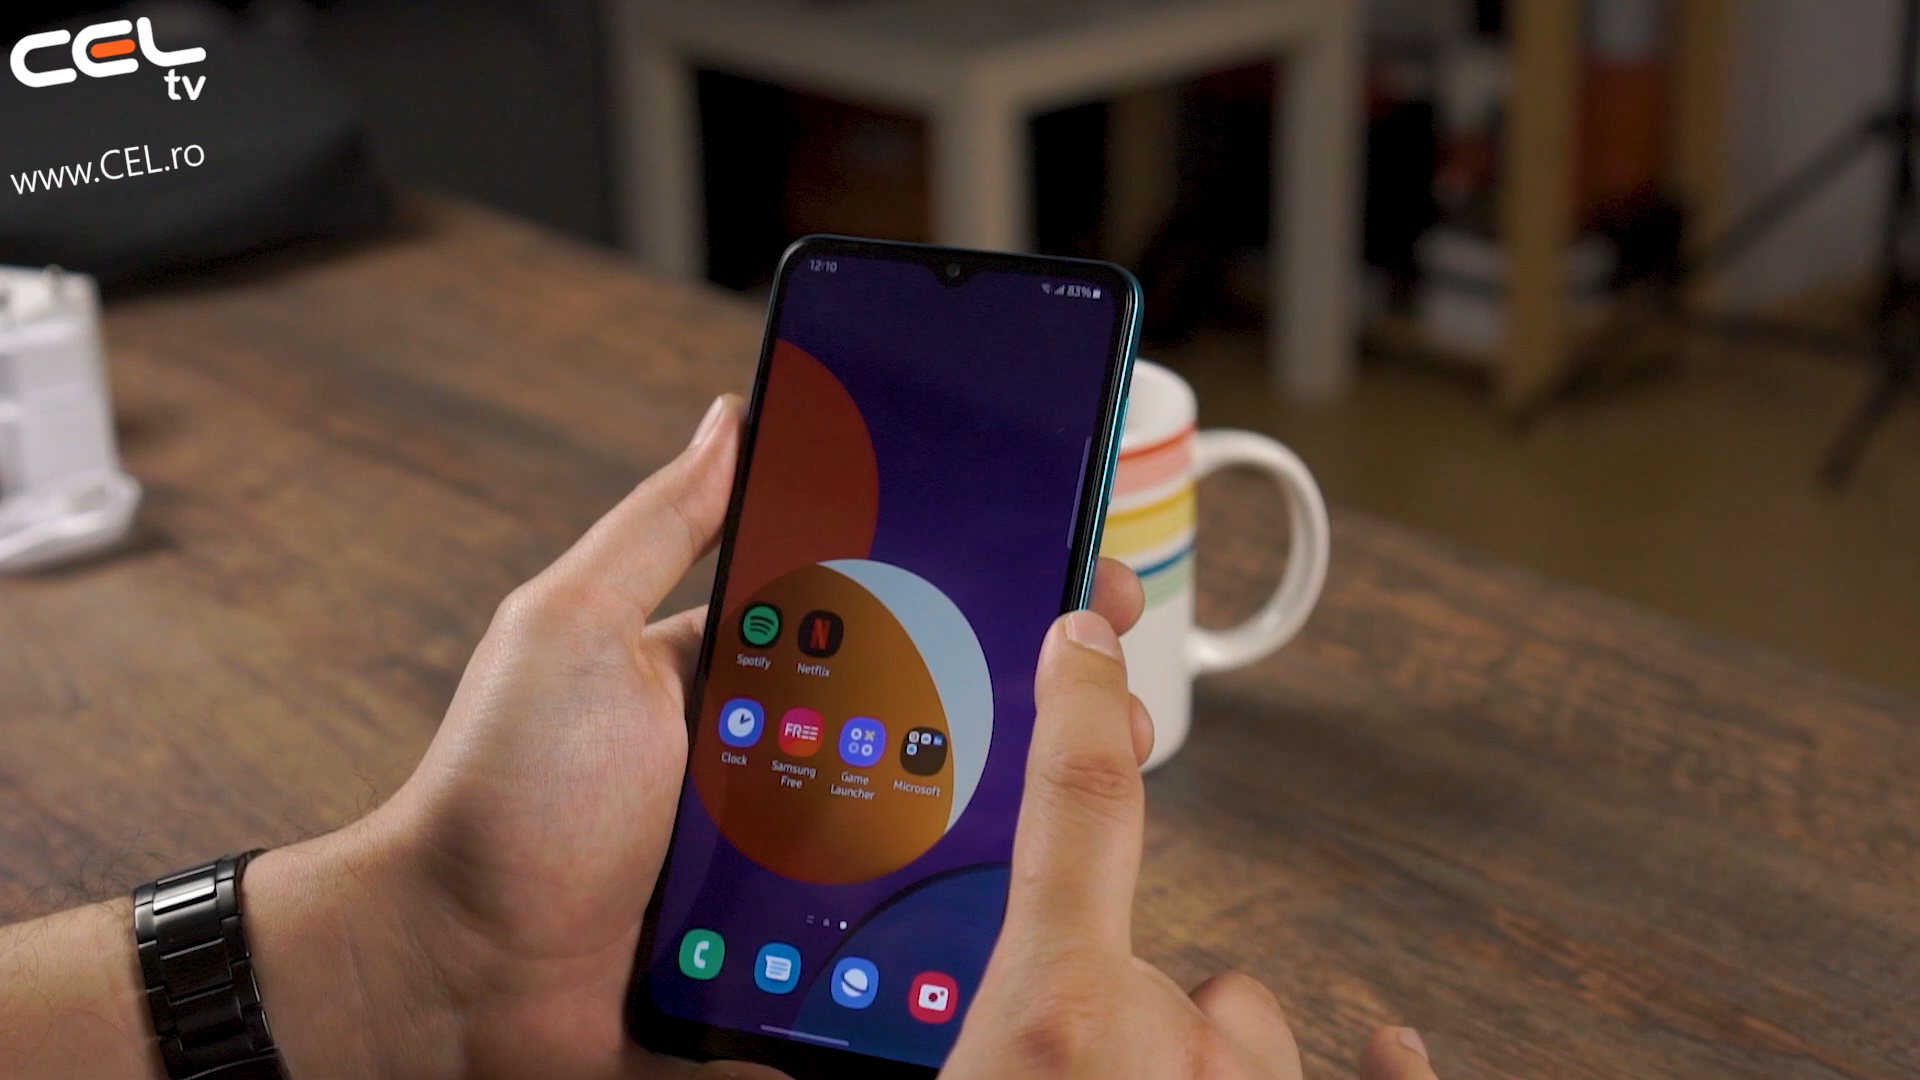 CEL
tv
www.CEL.ro
12:10
83%
Spotify
Netflix
FREE
Clock
Samsung
Free
Game
Launcher
Microsoft